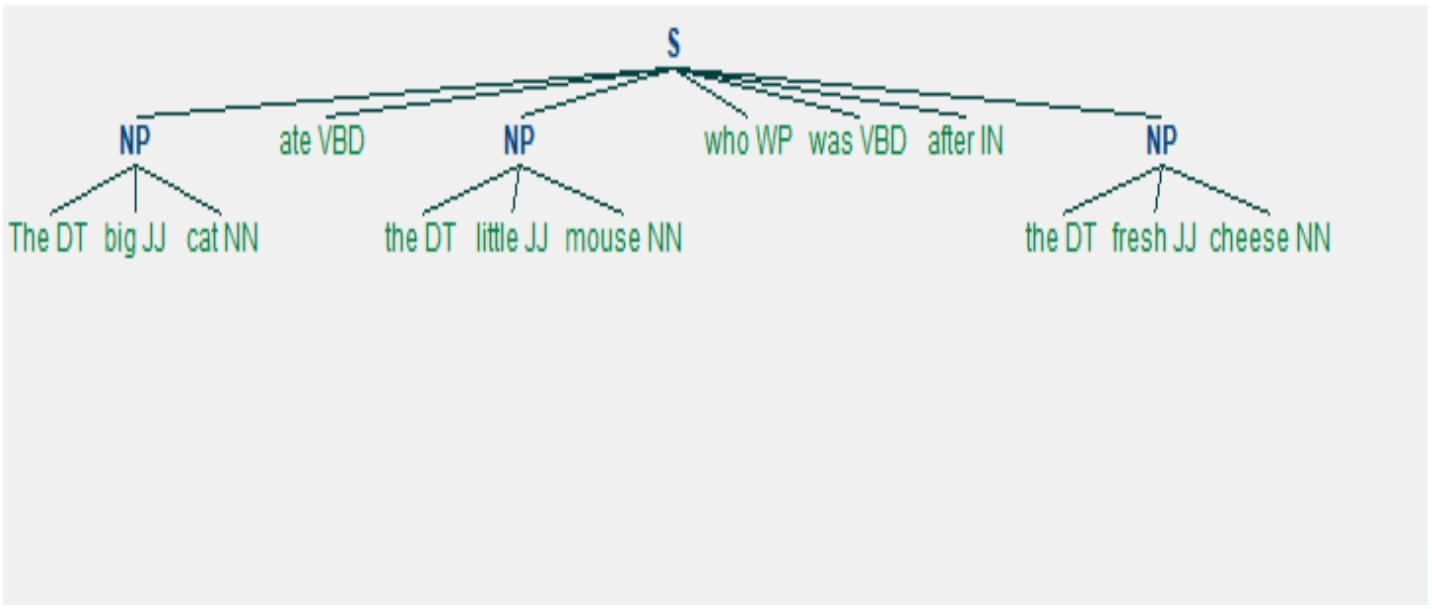 S
NP ate VBD NP who WP was VBD after IN NP
The DT big JJ cat NN the DT little JJ mouse NN the DT fresh JJ cheese NN